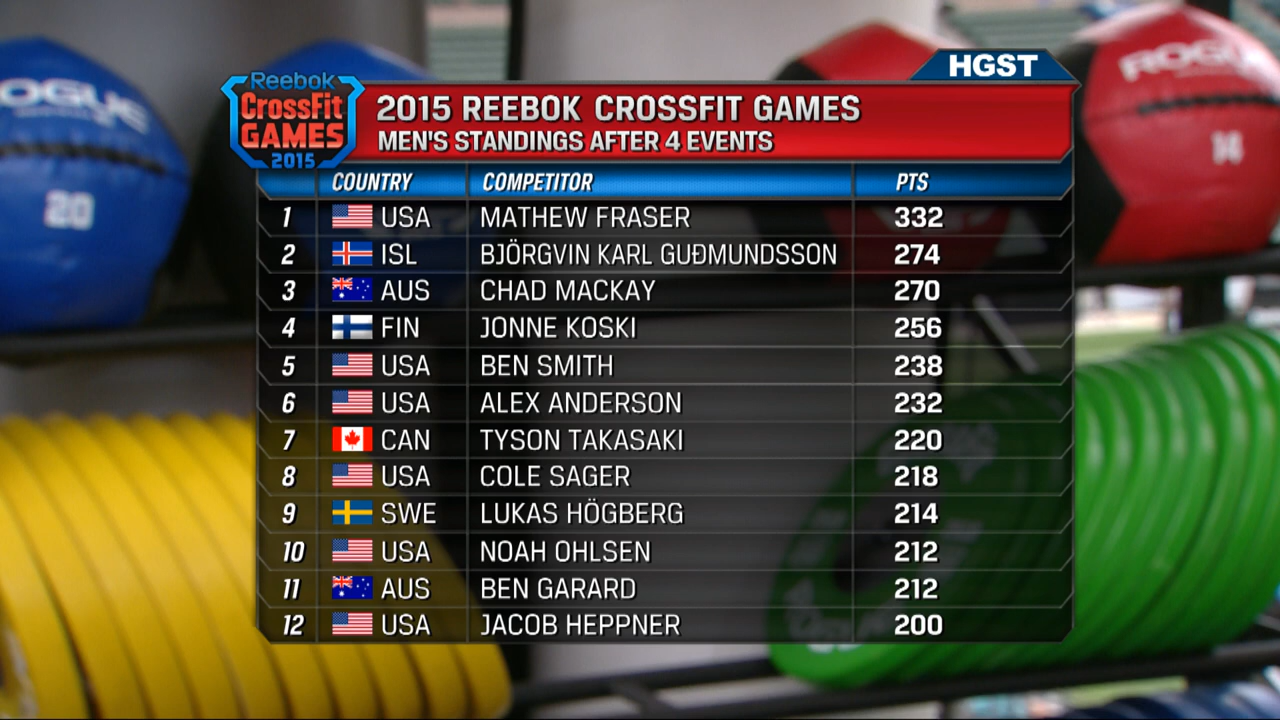 ROGUE
20
ROGUE
14
HGST
Reebok
CrossFit
GAMES
2015
2015 REEBOK CROSSFIT GAMES
MEN'S STANDINGS AFTER 4 EVENTS
COUNTRY COMPETITOR PTS
1 USA MATHEW FRASER 332
2 ISL BJÖRGVIN KARL GUÐMUNDSSON 274
3 AUS CHAD MACKAY 270
4 FIN JONNE KOSKI 256
5 USA BEN SMITH 238
6 USA ALEX ANDERSON 232
7 CAN TYSON TAKASAKI 220
8 USA COLE SAGER 218
9 SWE LUKAS HÖGBERG 214
10 USA NOAH OHLSEN 212
11 AUS BEN GARARD 212
12 USA JACOB HEPPNER 200